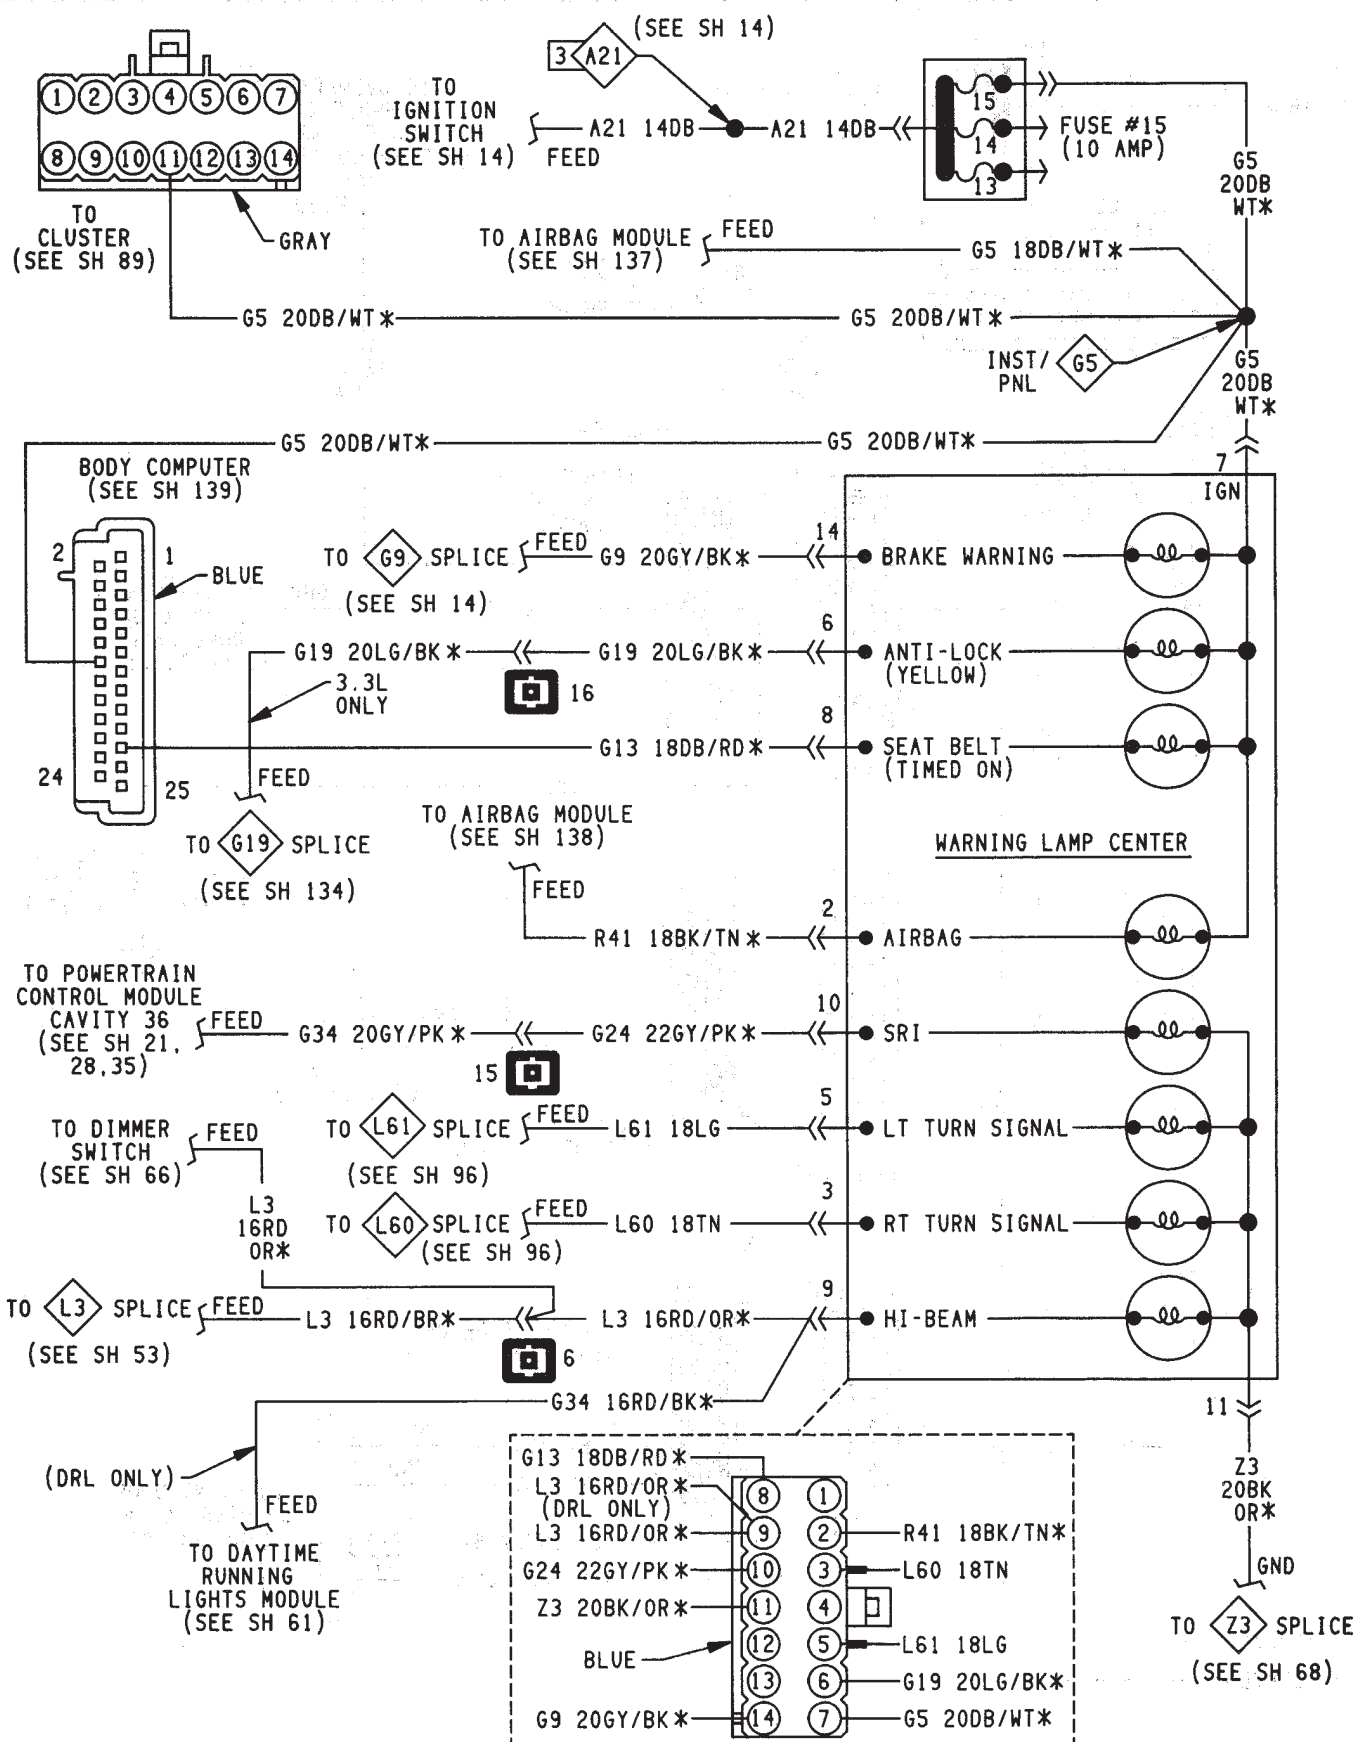 (SEE SH 14)
3 A21
1 2 3 4 5 6 7
8 9 10 11 12 13 14
TO
CLUSTER
(SEE SH 89)
GRAY
TO
IGNITION
SWITCH
(SEE SH 14)
A21 14DB
A21 14DB
FEED
15
14
13
FUSE #15
(10 AMP)
G5
20DB
WT*
TO AIRBAG MODULE
(SEE SH 137)
FEED
G5 18DB/WT*
G5 20DB/WT*
G5 20DB/WT*
INST/
PNL
G5
G5
20DB
WT*
G5 20DB/WT*
G5 20DB/WT*
7
IGN
BODY COMPUTER
(SEE SH 139)
2
1
BLUE
24
25
TO G9 SPLICE
(SEE SH 14)
FEED
G9 20GY/BK*
14
BRAKE WARNING
G19 20LG/BK*
G19 20LG/BK*
6
ANTI-LOCK
(YELLOW)
3.3L
ONLY
16
G13 18DB/RD*
8
SEAT BELT
(TIMED ON)
FEED
TO G19 SPLICE
(SEE SH 134)
TO AIRBAG MODULE
(SEE SH 138)
FEED
WARNING LAMP CENTER
R41 18BK/TN*
2
AIRBAG
TO POWERTRAIN
CONTROL MODULE
CAVITY 36
(SEE SH 21,
28,35)
FEED
G34 20GY/PK*
G24 22GY/PK*
10
SRI
15
TO L61 SPLICE
(SEE SH 96)
FEED
L61 18LG
5
LT TURN SIGNAL
TO DIMMER
SWITCH
(SEE SH 66)
FEED
L3
16RD
OR*
TO L60 SPLICE
(SEE SH 96)
FEED
L60 18TN
3
RT TURN SIGNAL
TO L3 SPLICE
(SEE SH 53)
FEED
L3 16RD/BR*
L3 16RD/OR*
9
HI-BEAM
6
G34 16RD/BK*
11
(DRL ONLY)
FEED
TO DAYTIME
RUNNING
LIGHTS MODULE
(SEE SH 61)
Z3
20BK
OR*
GND
TO Z3 SPLICE
(SEE SH 68)
G13 18DB/RD*
L3 16RD/OR*
(DRL ONLY)
L3 16RD/OR*
G24 22GY/PK*
Z3 20BK/OR*
BLUE
G9 20GY/BK*
8 1
9 2
10 3
11 4
12 5
13 6
14 7
R41 18BK/TN*
L60 18TN
L61 18LG
G19 20LG/BK*
G5 20DB/WT*